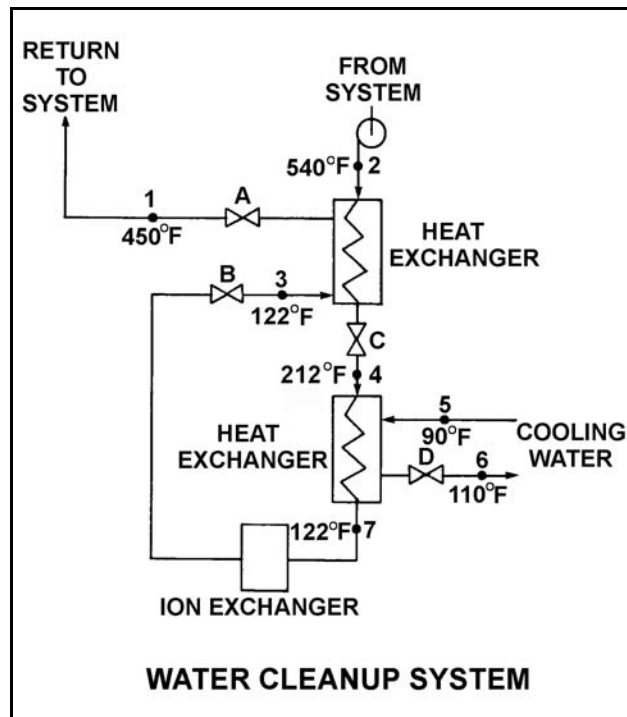 RETURN
TO
SYSTEM
FROM
SYSTEM
540°F 2
1
A
450°F
HEAT
EXCHANGER
B
3
122°F
C
212°F 4
HEAT
EXCHANGER
5
90°F
COOLING
WATER
D
6
110°F
122°F 7
ION EXCHANGER
WATER CLEANUP SYSTEM